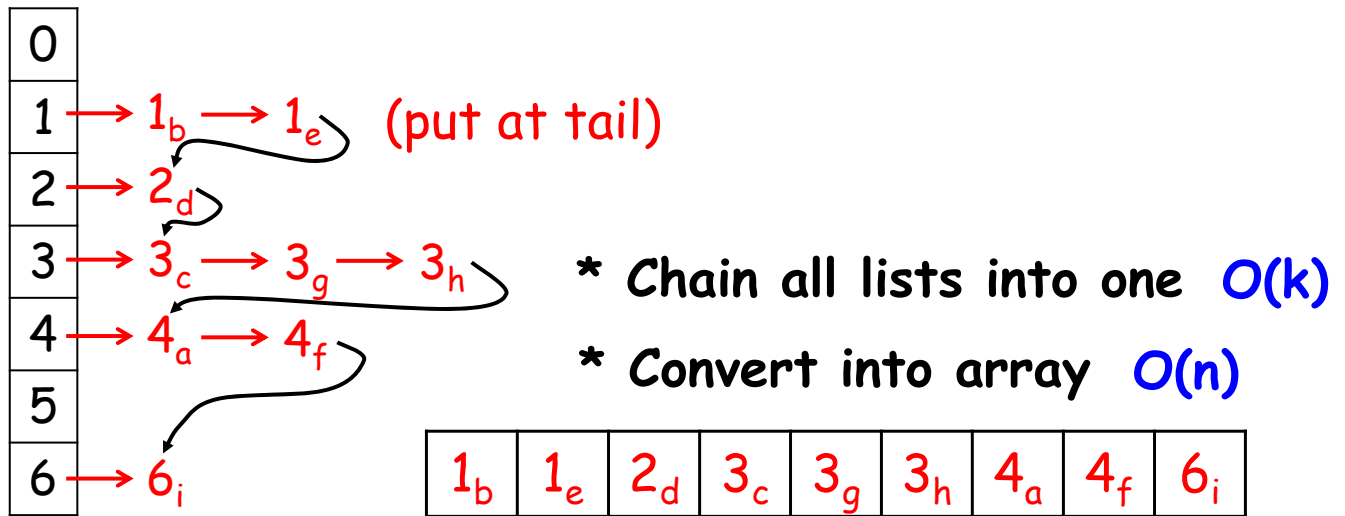 0
1 1b 1e (put at tail)
2 2d
3 3c 3g 3h
* Chain all lists into one O(k)
4 4a 4f
* Convert into array O(n)
5
6 6i
1b 1e 2d 3c 3g 3h 4a 4f 6i